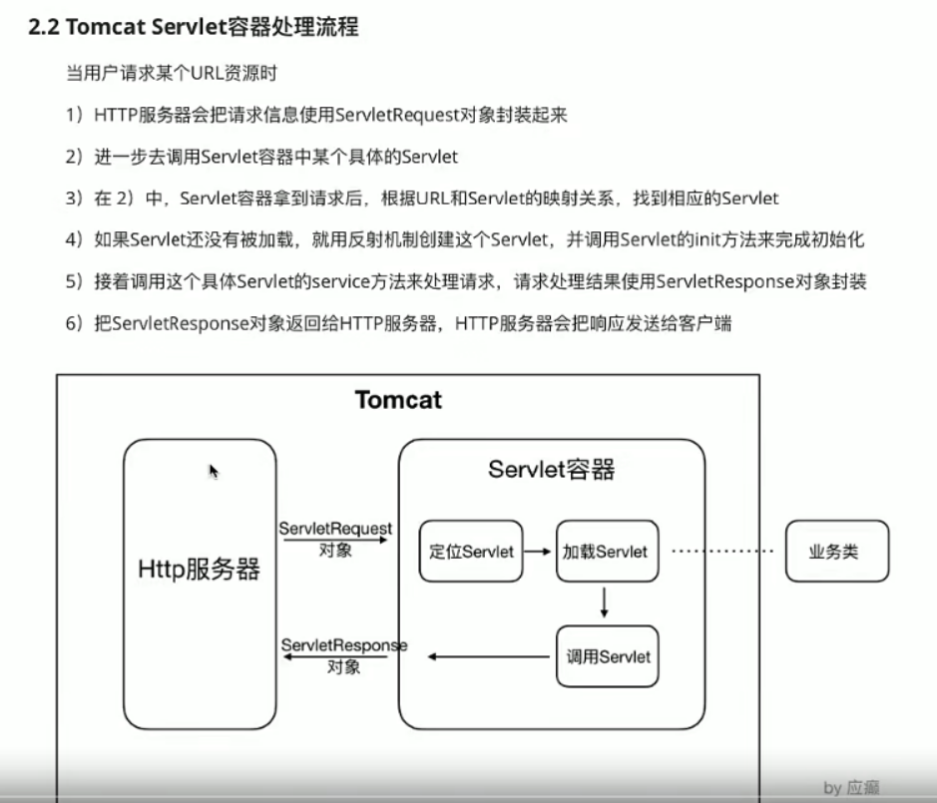 2.2 Tomcat Servlet容器处理流程
当用户请求某个URL资源时
1）HTTP服务器会把请求信息使用ServletRequest对象封装起来
2）进一步去调用Servlet容器中某个具体的Servlet
3）在 2）中，Servlet容器拿到请求后，根据URL和Servlet的映射关系，找到相应的Servlet
4）如果Servlet还没有被加载，就用反射机制创建这个Servlet，并调用Servlet的init方法来完成初始化
5）接着调用这个具体Servlet的service方法来处理请求，请求处理结果使用ServletResponse对象封装
6）把ServletResponse对象返回给HTTP服务器，HTTP服务器会把响应发送给客户端
Tomcat
Http服务器
ServletRequest
对象
ServletResponse
对象
Servlet容器
定位Servlet
加载Servlet
调用Servlet
业务类
by 应癫